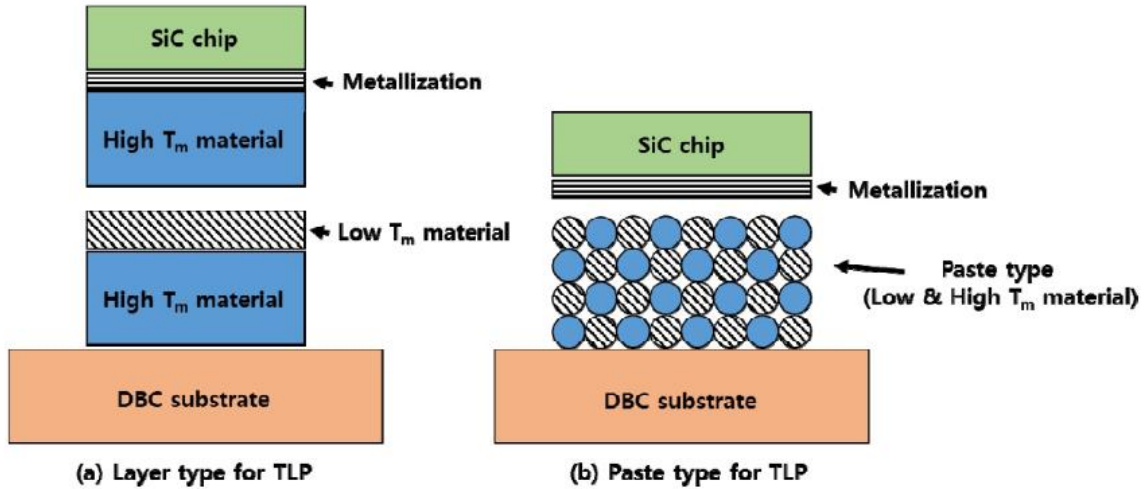 SiC chip
Metallization
High Tm material
Low Tm material
High Tm material
DBC substrate
(a) Layer type for TLP
SiC chip
Metallization
Paste type
(Low & High Tm material)
DBC substrate
(b) Paste type for TLP